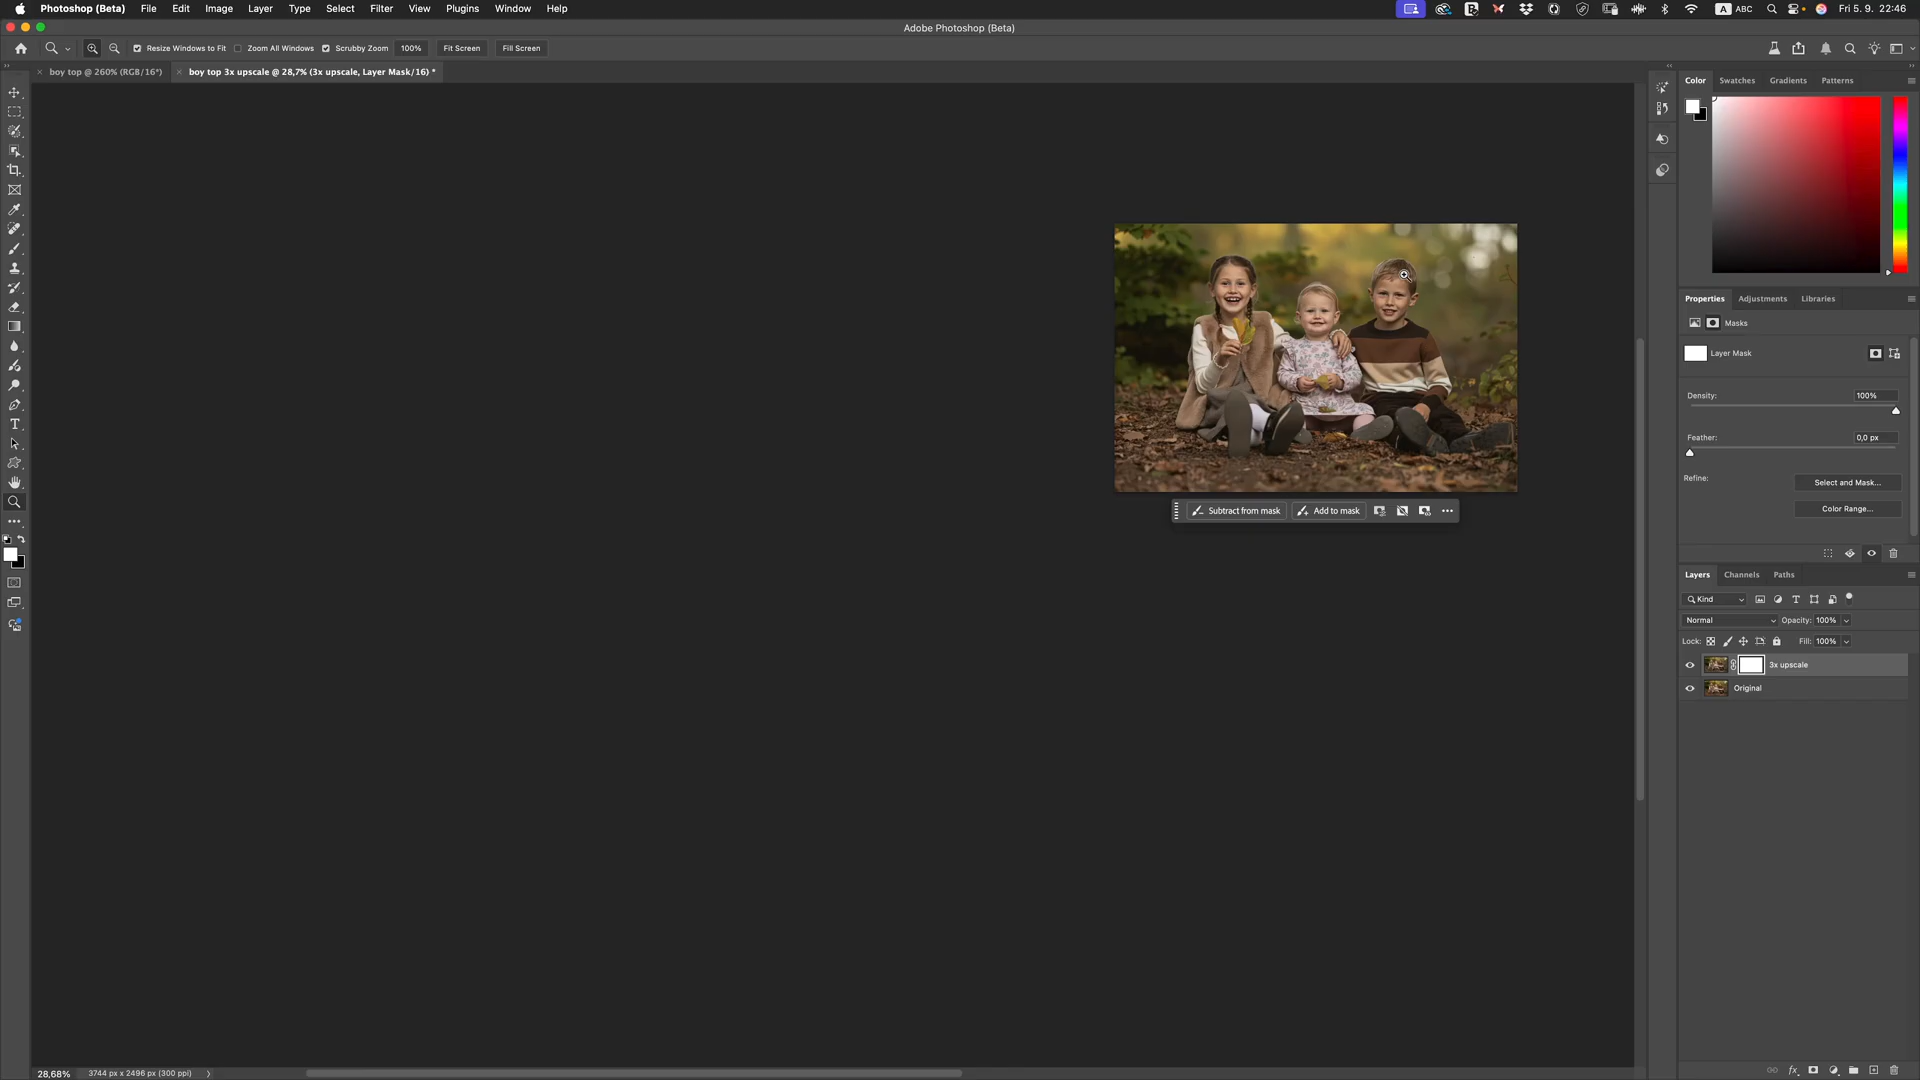 Photoshop (Beta) File Edit Image Layer Type Select Filter View Plugins Window Help A ABC Fri 5. 9. 22:46
Adobe Photoshop (Beta)
Resize Windows to Fit Zoom All Windows Scrubby Zoom 100% Fit Screen Fill Screen
boy top @ 260% (RGB/16*) boy top 3x upscale @ 28,7% (3x upscale, Layer Mask/16) *
Color Swatches Gradients Patterns
Properties Adjustments Libraries
Masks
Layer Mask
Density: 100%
Feather: 0,0 px
Refine: Select and Mask...
Color Range...
Subtract from mask Add to mask
Layers Channels Paths
Kind
Normal Opacity: 100%
Lock: Fill: 100%
3x upscale
Original
28,68% 3744 px x 2496 px (300 ppi)